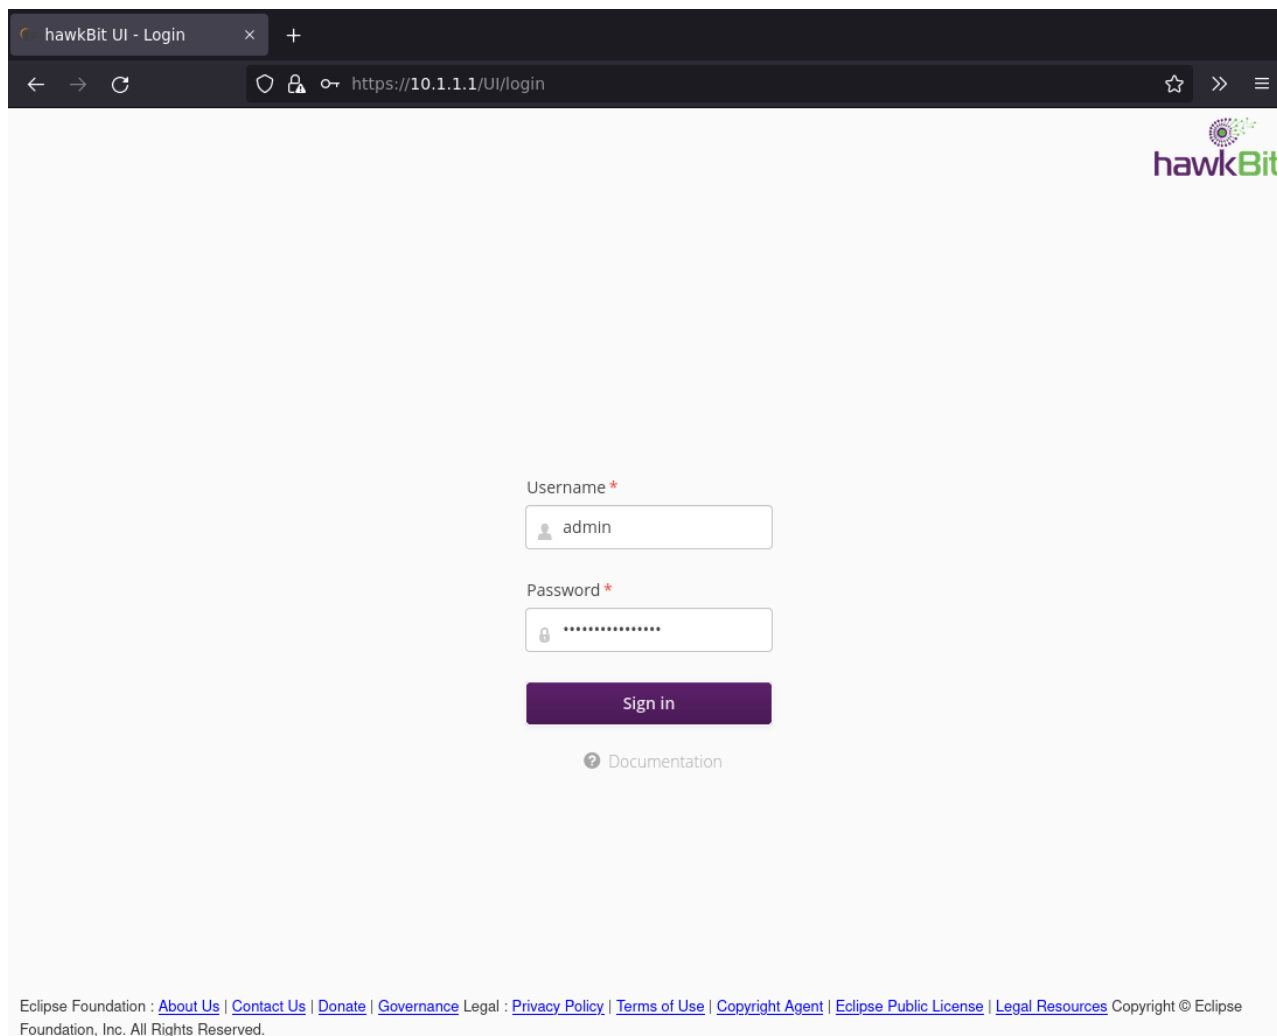 hawkBit UI - Login
https://10.1.1.1/UI/login
hawkBit
Username *
admin
Password *
••••••••••••••••
Sign in
Documentation
Eclipse Foundation : About Us | Contact Us | Donate | Governance Legal : Privacy Policy | Terms of Use | Copyright Agent | Eclipse Public License | Legal Resources Copyright © Eclipse
Foundation, Inc. All Rights Reserved.